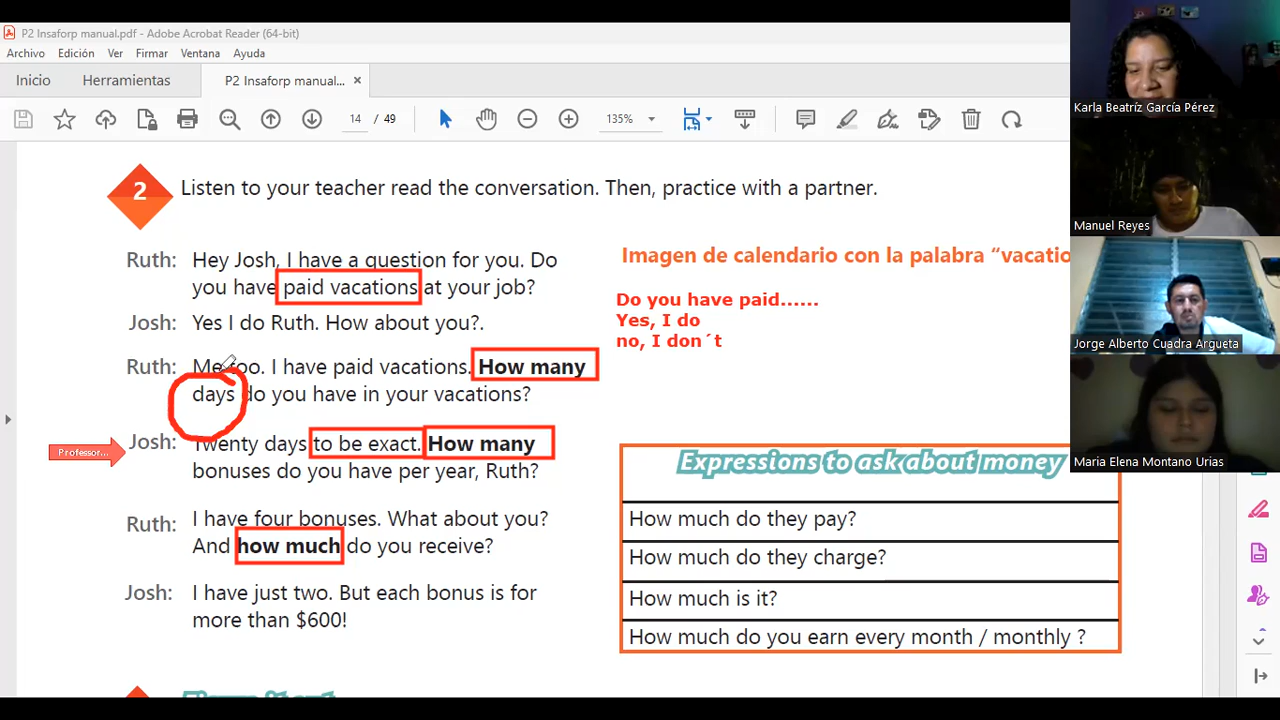 P2 Insaforp manual.pdf - Adobe Acrobat Reader (64-bit)
Archivo Edición Ver Firmar Ventana Ayuda
Inicio Herramientas P2 Insaforp manual... ×
14 / 49 135%
2 Listen to your teacher read the conversation. Then, practice with a partner.
Ruth: Hey Josh, I have a question for you. Do
you have paid vacations at your job?
Josh: Yes I do Ruth. How about you?.
Ruth: Me too. I have paid vacations. How many
days do you have in your vacations?
Professor...
Josh: Twenty days to be exact. How many
bonuses do you have per year, Ruth?
Ruth: I have four bonuses. What about you?
And how much do you receive?
Josh: I have just two. But each bonus is for
more than $600!
Imagen de calendario con la palabra “vacatio
Do you have paid......
Yes, I do
no, I don´t
Expressions to ask about money
How much do they pay?
How much do they charge?
How much is it?
How much do you earn every month / monthly ?
Karla Beatríz García Pérez
Manuel Reyes
Jorge Alberto Cuadra Argueta
Maria Elena Montano Urias